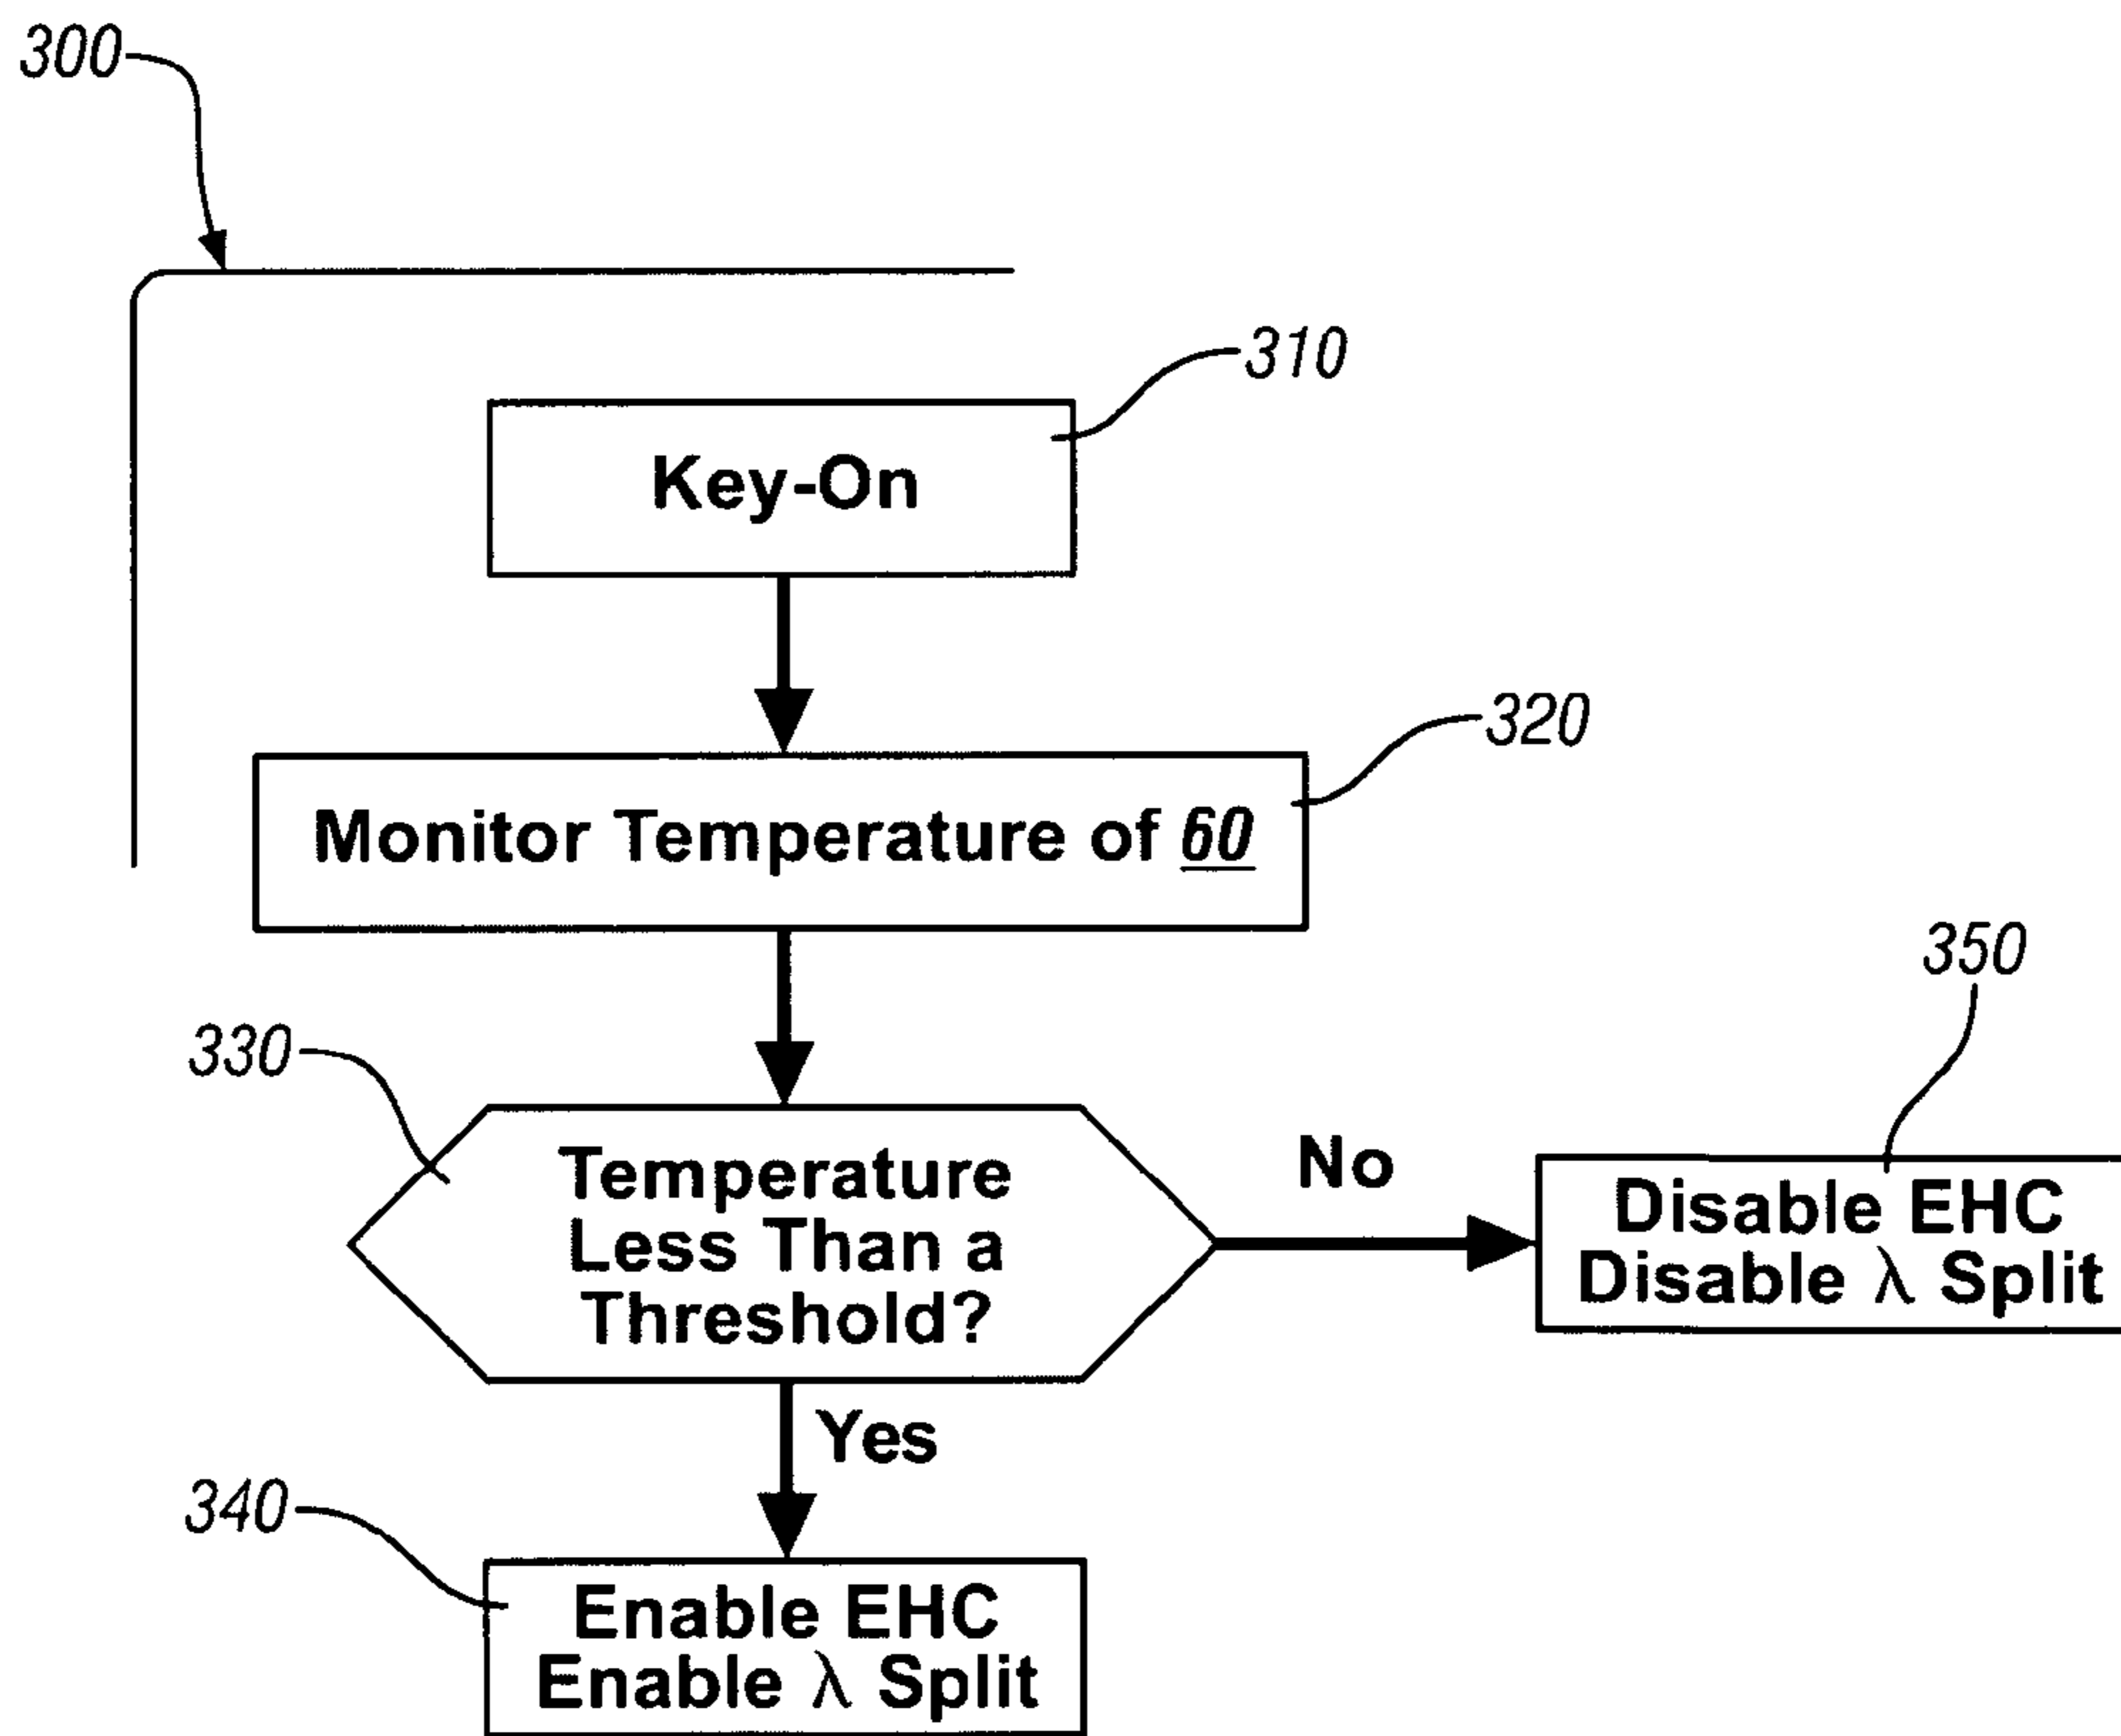 300
310
Key-On
320
Monitor Temperature of 60
350
330
Temperature
Less Than a
Threshold?
No
Disable EHC
Disable λ Split
Yes
340
Enable EHC
Enable λ Split